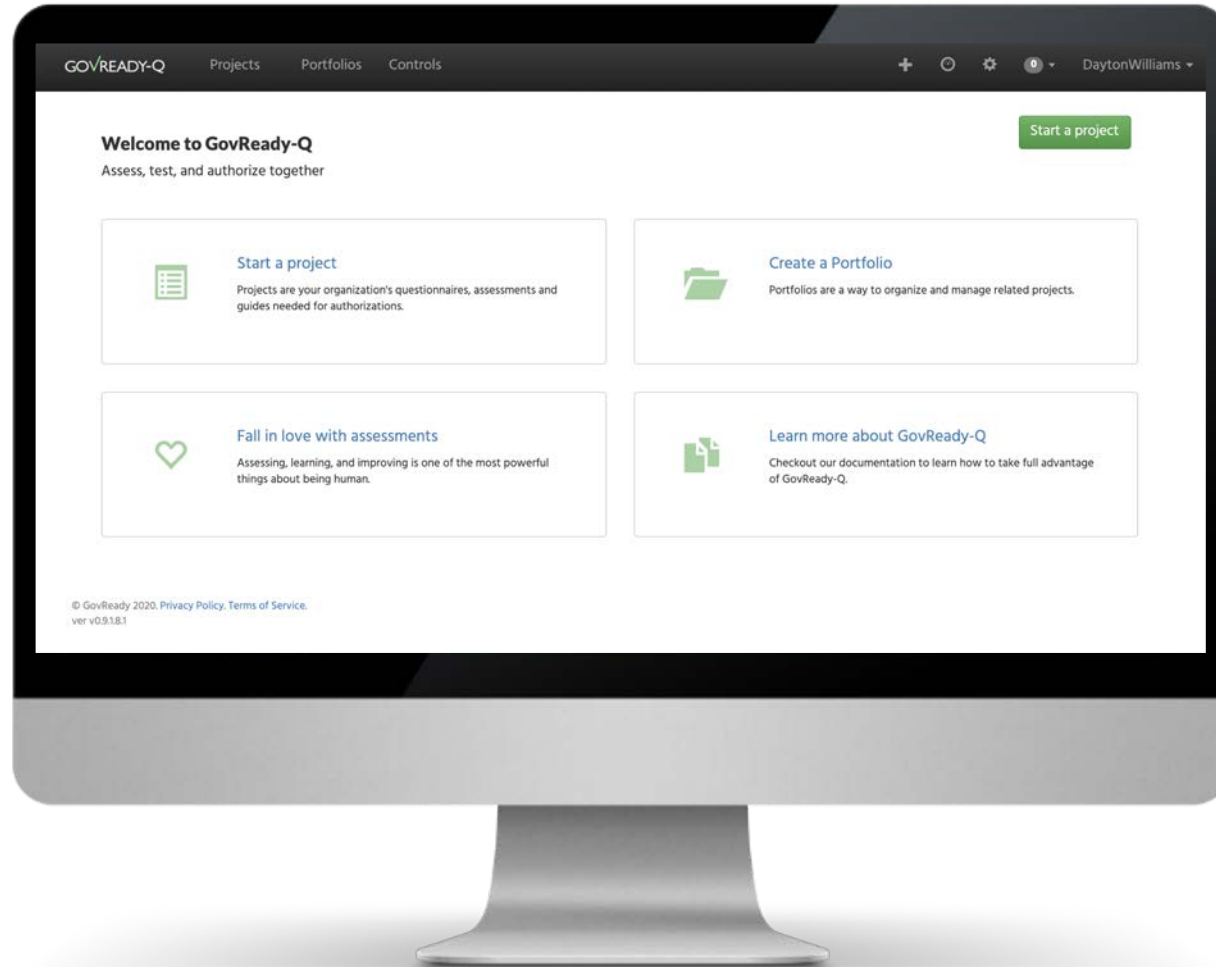 GOVREADY-Q Projects Portfolios Controls 0 DaytonWilliams
Start a project
Welcome to GovReady-Q
Assess, test, and authorize together
Start a project
Projects are your organization's questionnaires, assessments and
guides needed for authorizations.
Create a Portfolio
Portfolios are a way to organize and manage related projects.
Fall in love with assessments
Assessing, learning, and improving is one of the most powerful
things about being human.
Learn more about GovReady-Q
Checkout our documentation to learn how to take full advantage
of GovReady-Q.
© GovReady 2020. Privacy Policy. Terms of Service.
ver v0.9.1.8.1